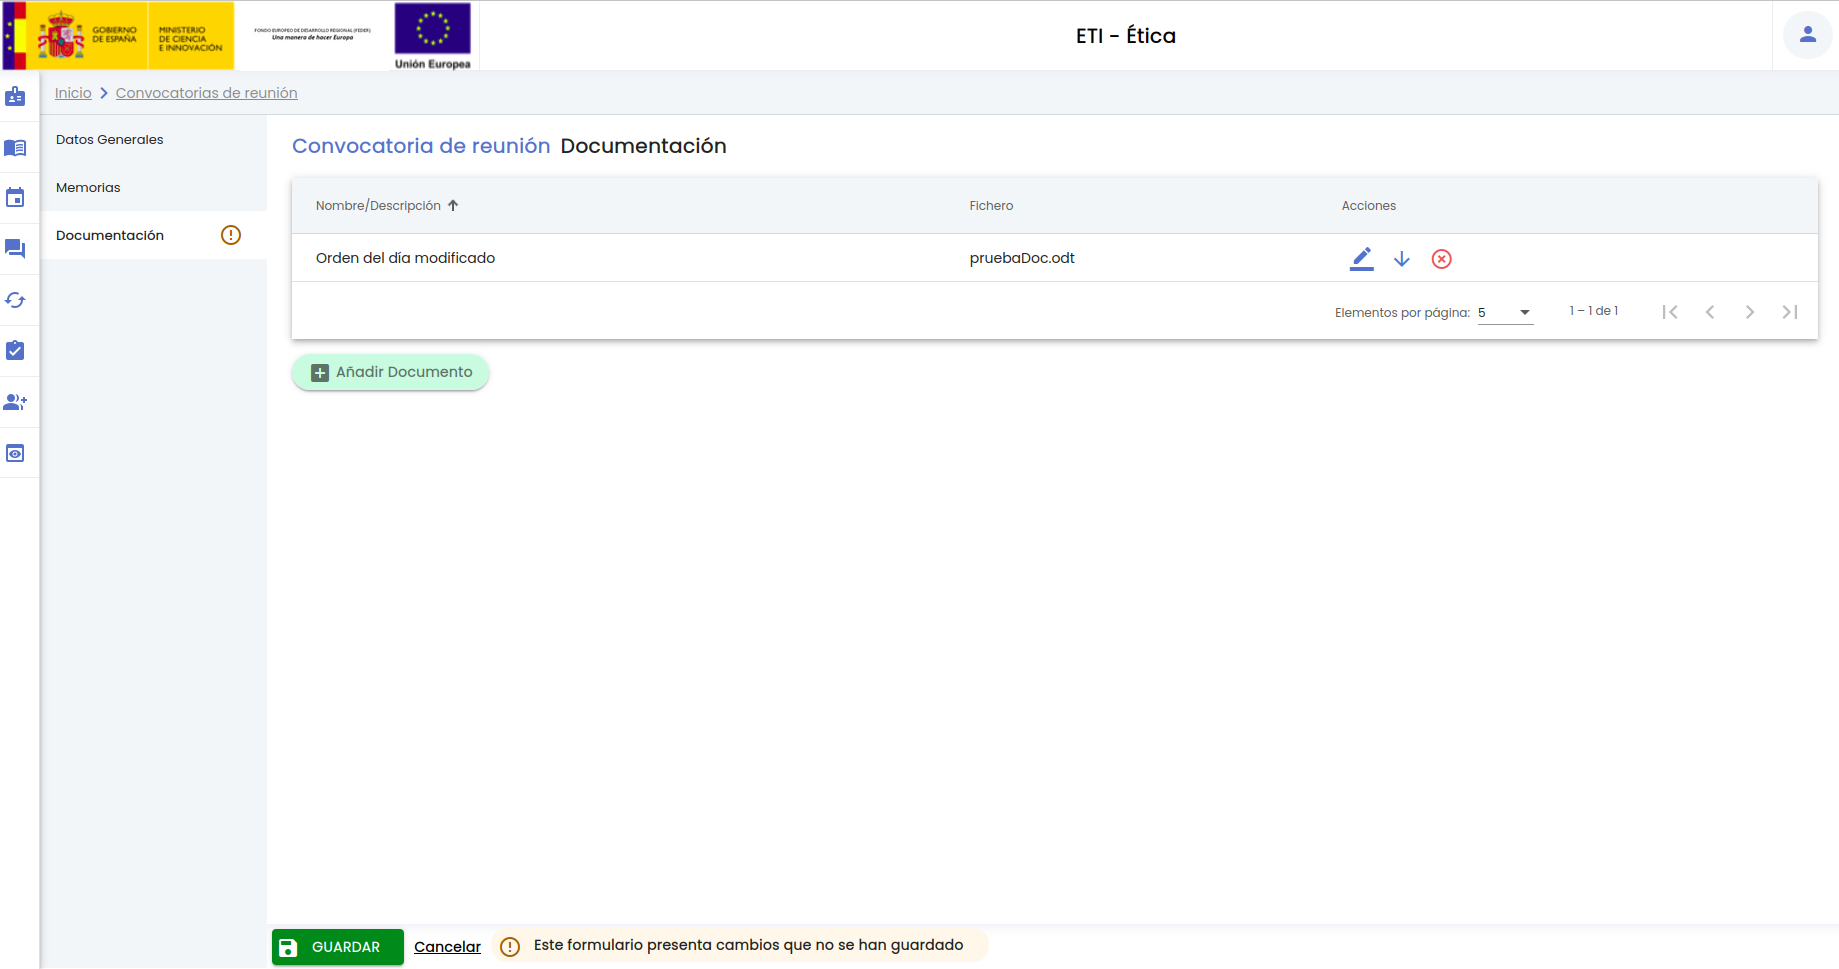 GOBIERNO
DE ESPAÑA
MINISTERIO
DE CIENCIA
E INNOVACIÓN
FONDO EUROPEO DE DESARROLLO REGIONAL (FEDER)
Una manera de hacer Europa
Unión Europea
ETI - Ética
Inicio
Convocatorias de reunión
Datos Generales
Memorias
Documentación
Convocatoria de reunión Documentación
Nombre/Descripción
Fichero
Acciones
Orden del día modificado
pruebaDoc.odt
Elementos por página: 5
1 – 1 de 1
Añadir Documento
GUARDAR
Cancelar
Este formulario presenta cambios que no se han guardado